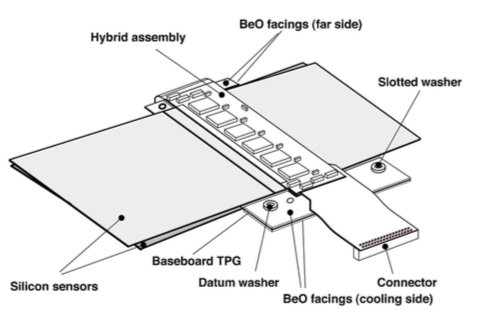 BeO facings (far side)
Hybrid assembly
Slotted washer
Baseboard TPG
Silicon sensors
Datum washer
Connector
BeO facings (cooling side)